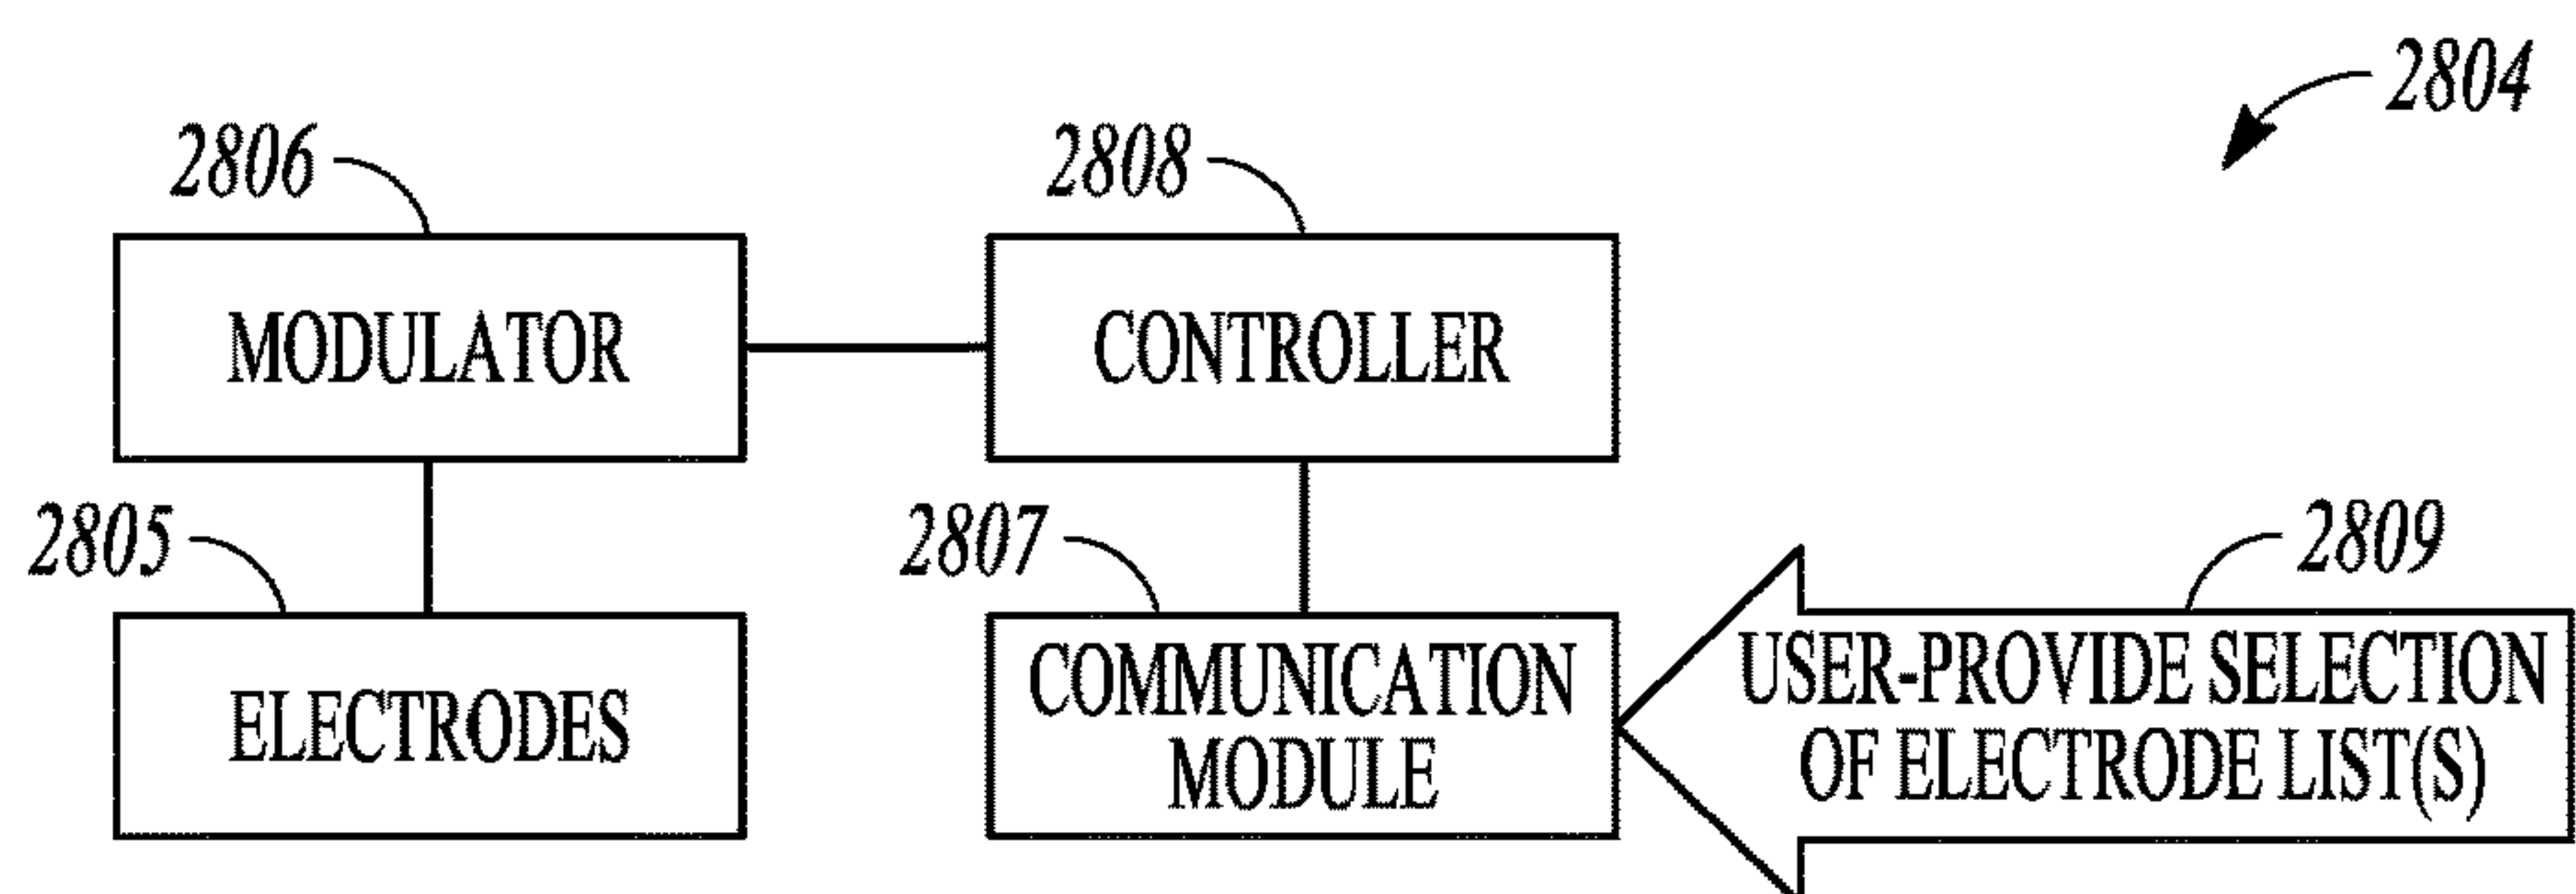 2804
2806
2808
MODULATOR
CONTROLLER
2805
2807
2809
ELECTRODES
COMMUNICATION
MODULE
USER-PROVIDE SELECTION
OF ELECTRODE LIST(S)